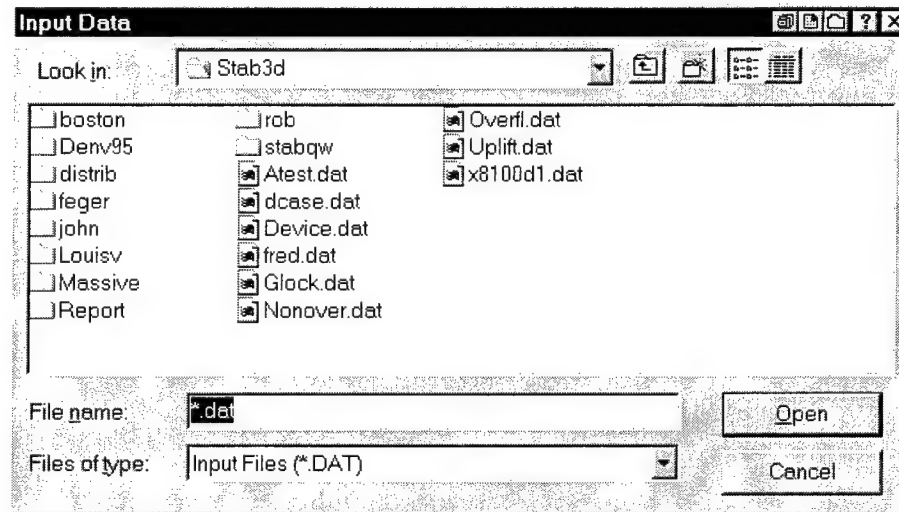 Input Data
Look in: Stab3d
boston
Denv95
distrib
feger
john
Louisv
Massive
Report
rob
stabqw
Atest.dat
dcase.dat
Device.dat
fred.dat
Glock.dat
Nonover.dat
Overfl.dat
Uplift.dat
x8100d1.dat
File name: *.dat
Open
Files of type: Input Files (*.DAT)
Cancel